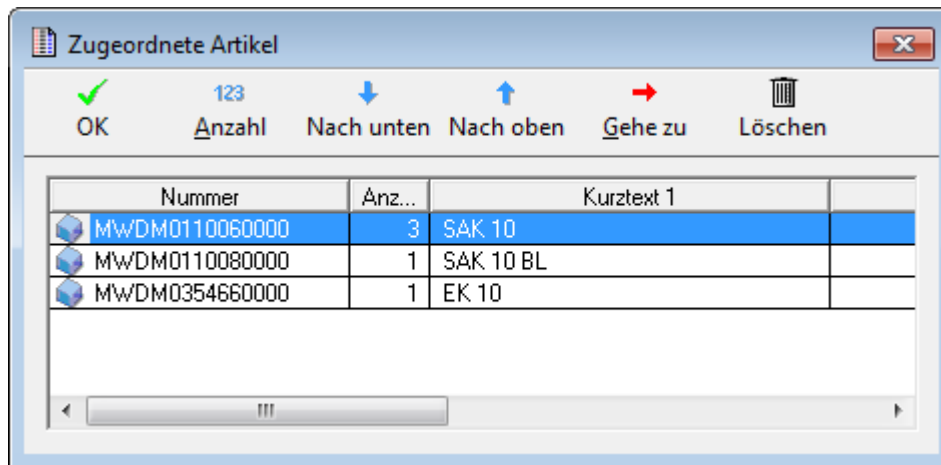 Zugeordnete Artikel
123
OK Anzahl Nach unten Nach oben Gehe zu Löschen
Nummer Anz... Kurztext 1
MWDM0110060000 3 SAK 10
MWDM0110080000 1 SAK 10 BL
MWDM0354660000 1 EK 10